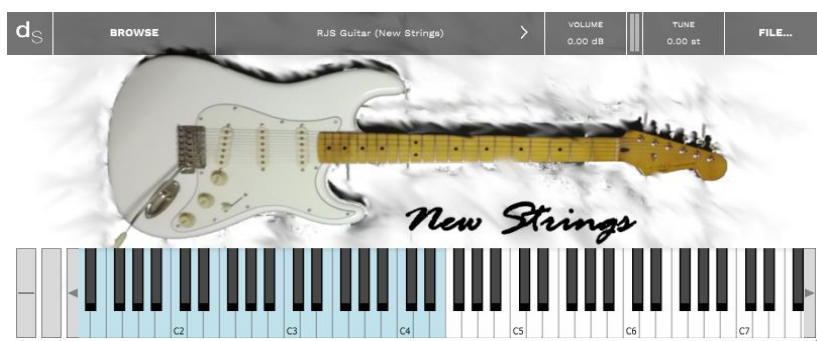 dS
BROWSE
RJS Guitar (New Strings)
VOLUME
0.00 dB
TUNE
0.00 st
FILE...
New Strings
C2
C3
C4
C5
C6
C7